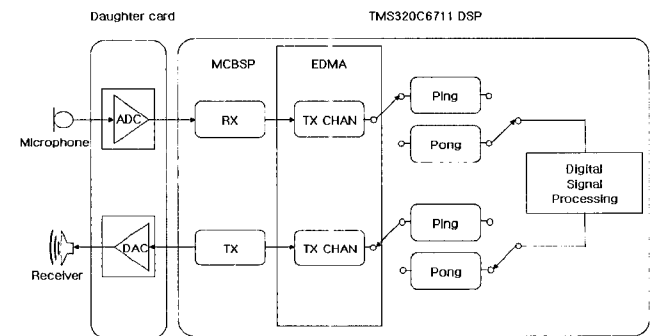 Daughter card
TMS320C6711 DSP
MCBSP
EDMA
Microphone
ADC
RX
TX CHAN
Ping
Pong
Digital
Signal
Processing
Receiver
DAC
TX
TX CHAN
Ping
Pong